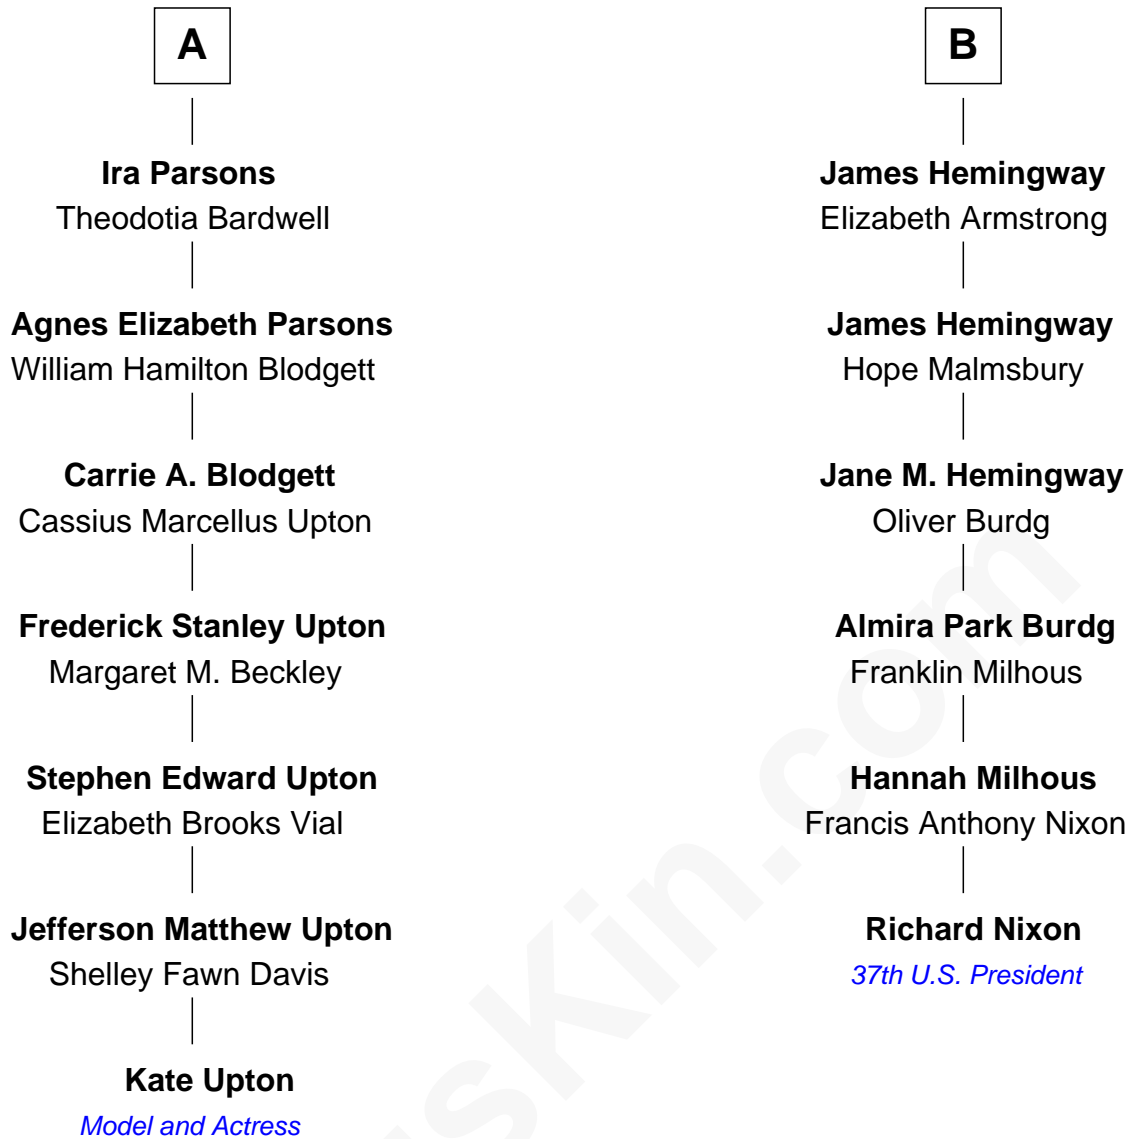 A
Ira Parsons
Theodotia Bardwell
Agnes Elizabeth Parsons
William Hamilton Blodgett
Carrie A. Blodgett
Cassius Marcellus Upton
Frederick Stanley Upton
Margaret M. Beckley
Stephen Edward Upton
Elizabeth Brooks Vial
Jefferson Matthew Upton
Shelley Fawn Davis
Kate Upton
Model and Actress
B
James Hemingway
Elizabeth Armstrong
James Hemingway
Hope Malmsbury
Jane M. Hemingway
Oliver Burdg
Almira Park Burdg
Franklin Milhous
Hannah Milhous
Francis Anthony Nixon
Richard Nixon
37th U.S. President
sKin.com